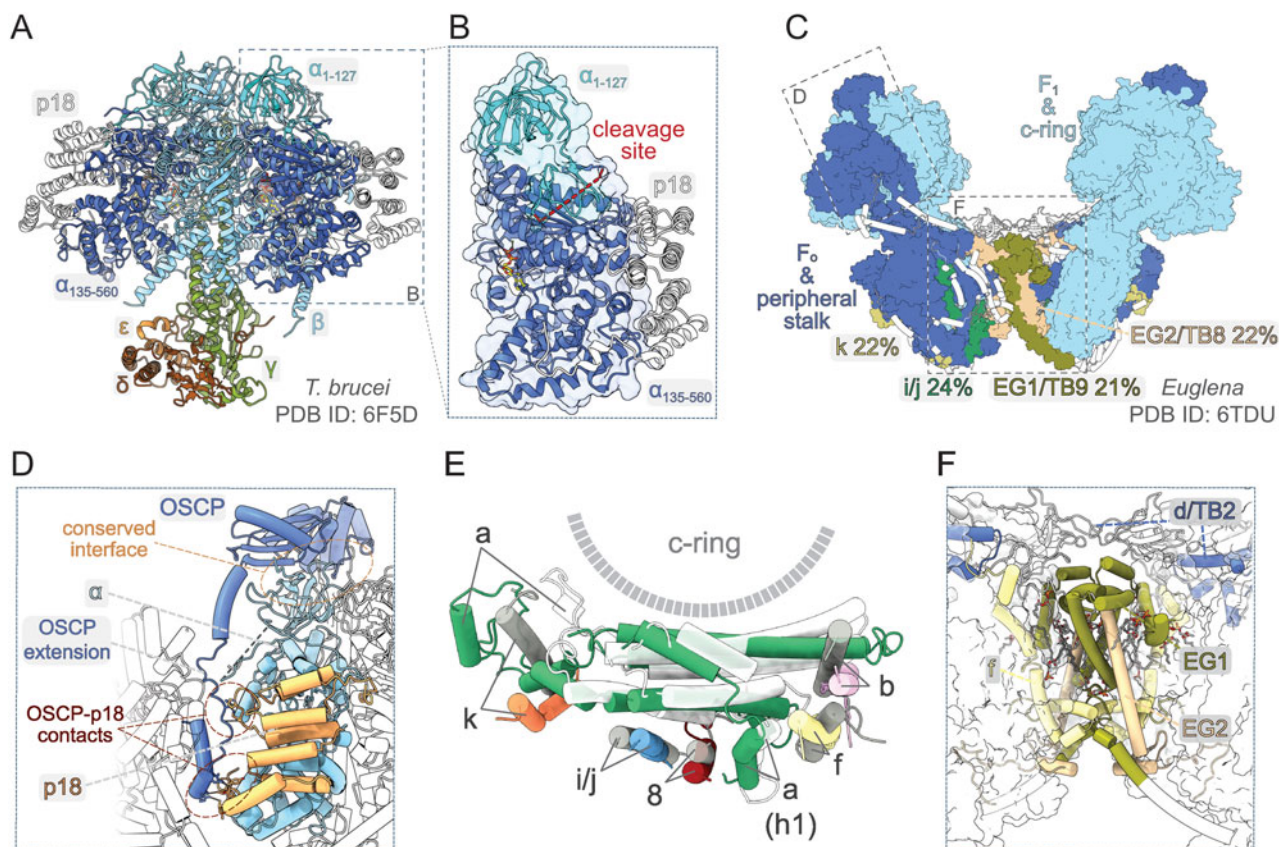 A
p18
α1-127
α135-560
ε
δ
γ
β
B
T. brucei
PDB ID: 6F5D
B
α1-127
cleavage
site
p18
α135-560
C
D
F1
&
c-ring
F
Fo
&
peripheral
stalk
k 22%
i/j 24%
EG1/TB9 21%
EG2/TB8 22%
Euglena
PDB ID: 6TDU
D
OSCP
conserved
interface
α
OSCP
extension
OSCP-p18
contacts
p18
E
c-ring
a
k
i/j
8
a
(h1)
f
b
F
d/TB2
f
EG1
EG2